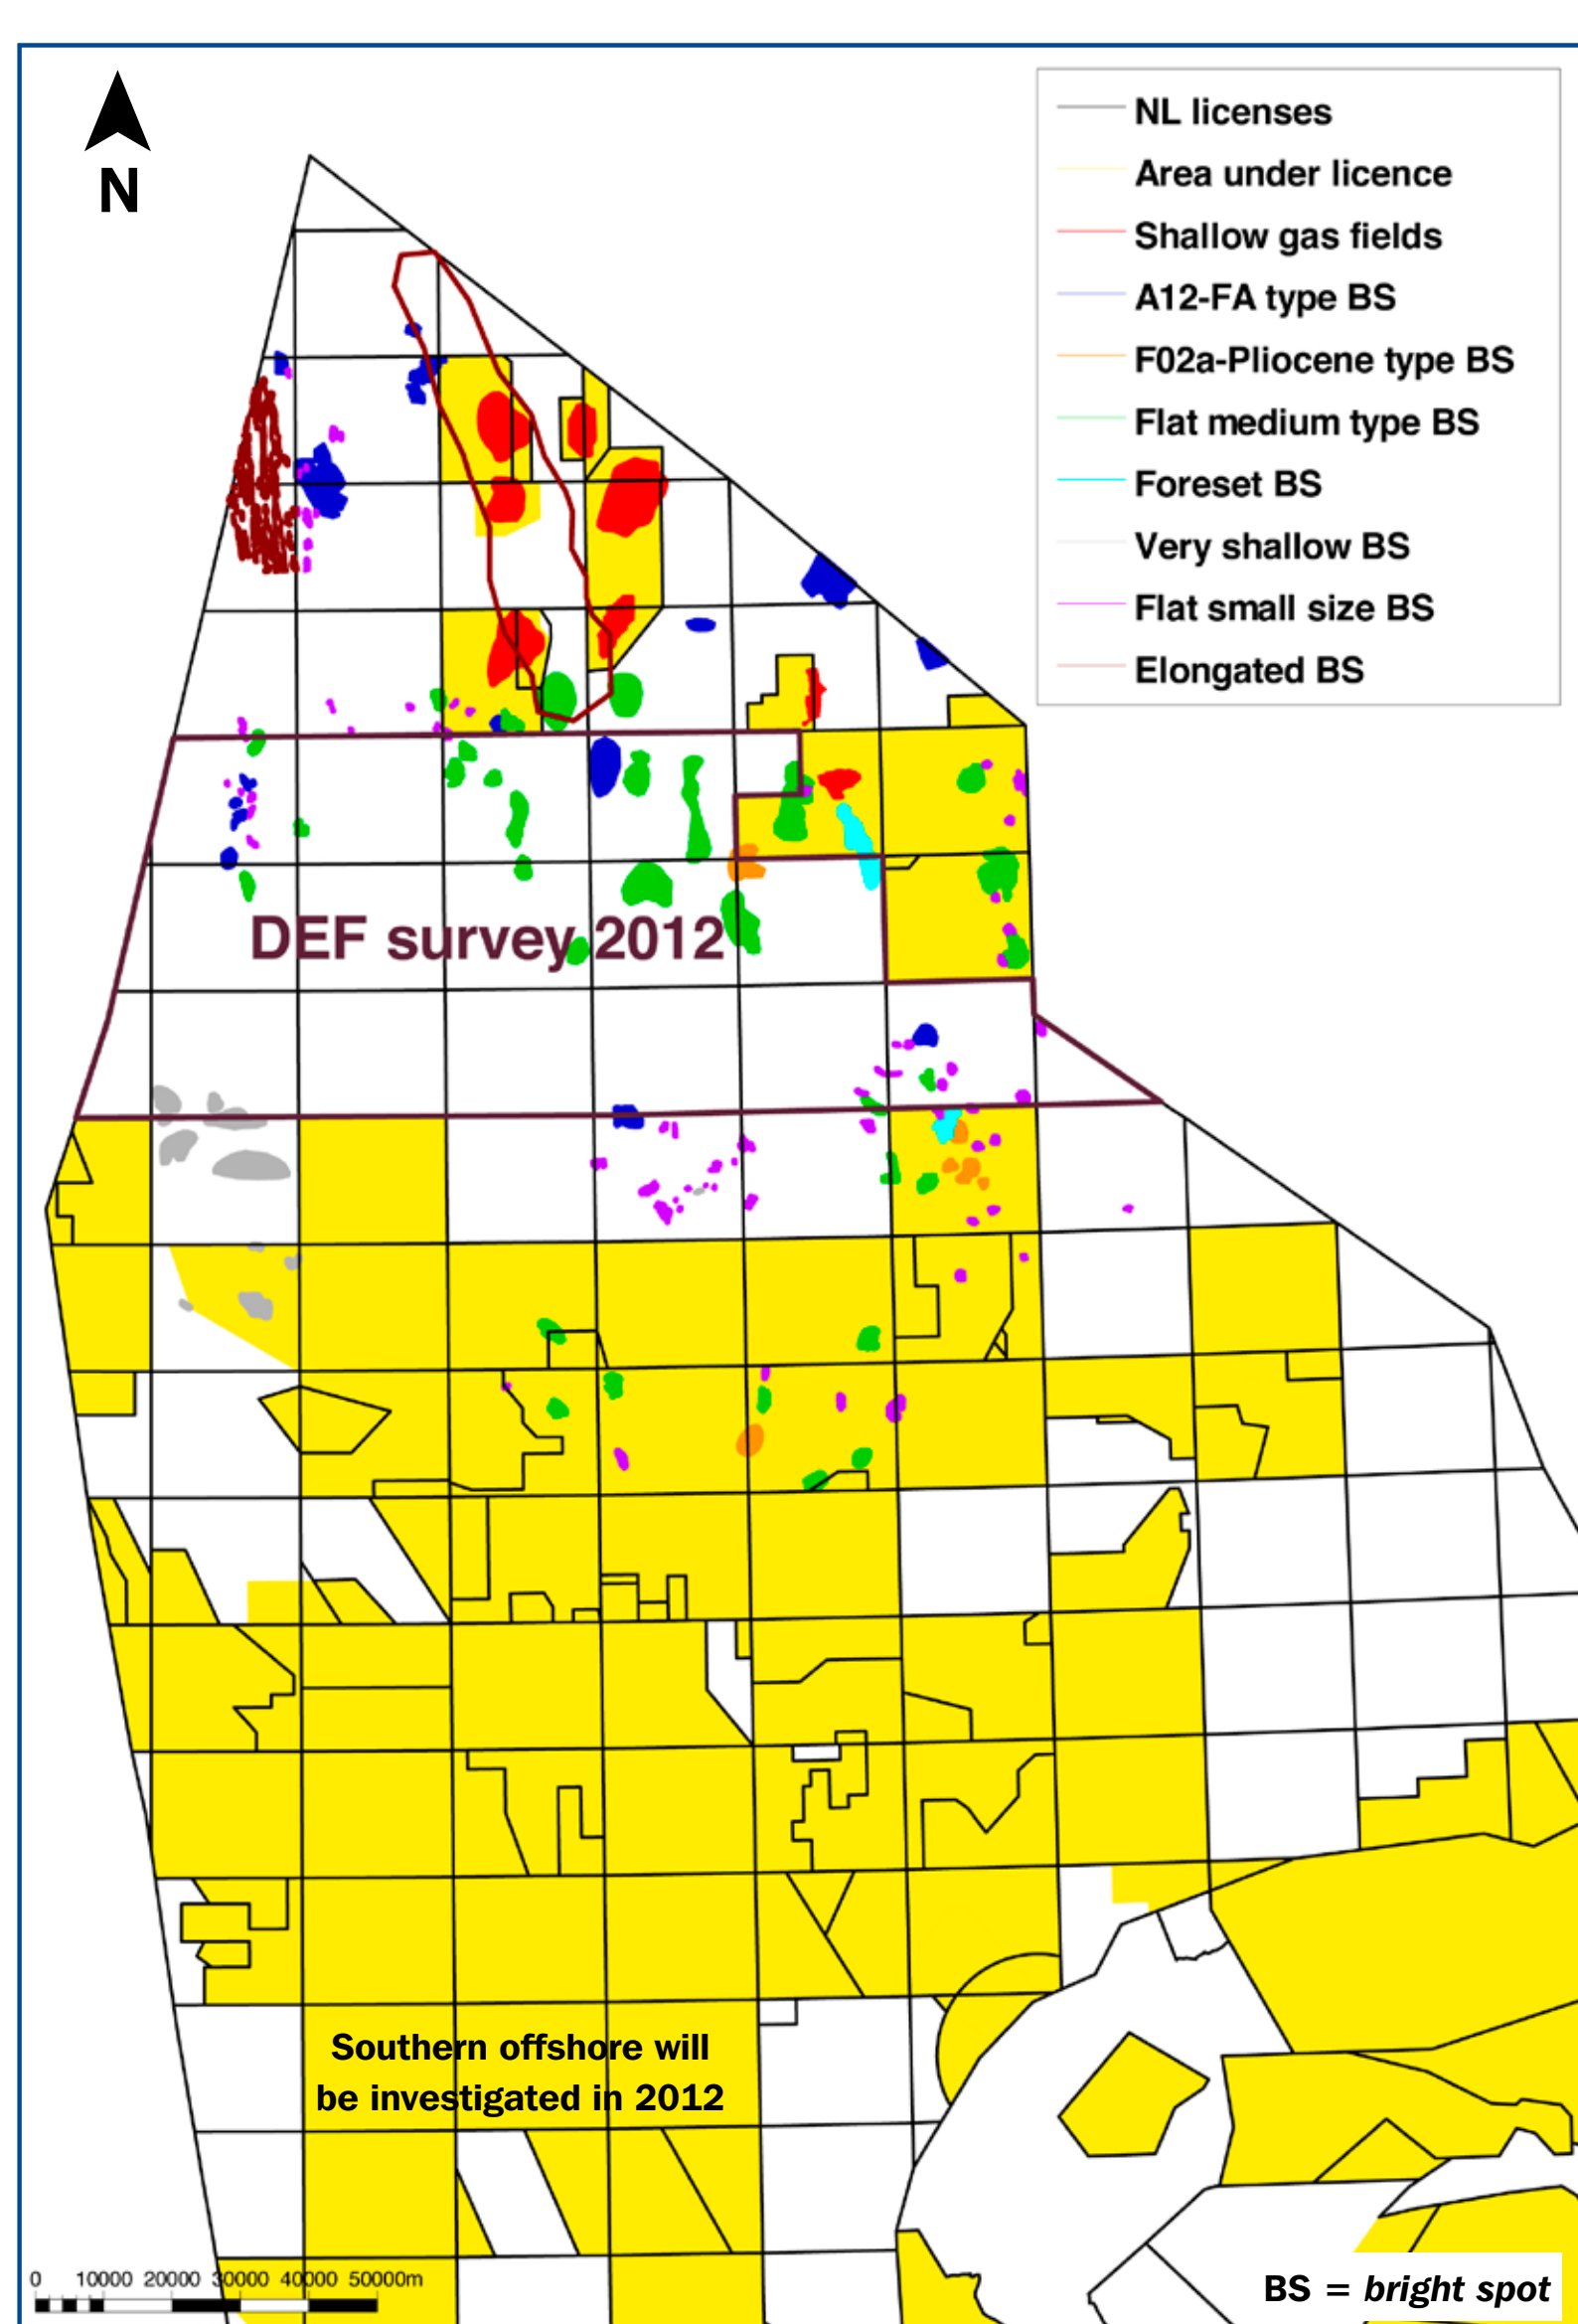 N
NL licenses
Area under licence
Shallow gas fields
A12-FA type BS
F02a-Pliocene type BS
Flat medium type BS
Foreset BS
Very shallow BS
Flat small size BS
Elongated BS
DEF survey 2012
Southern offshore will
be investigated in 2012
0 10000 20000 30000 40000 50000m
BS = bright spot